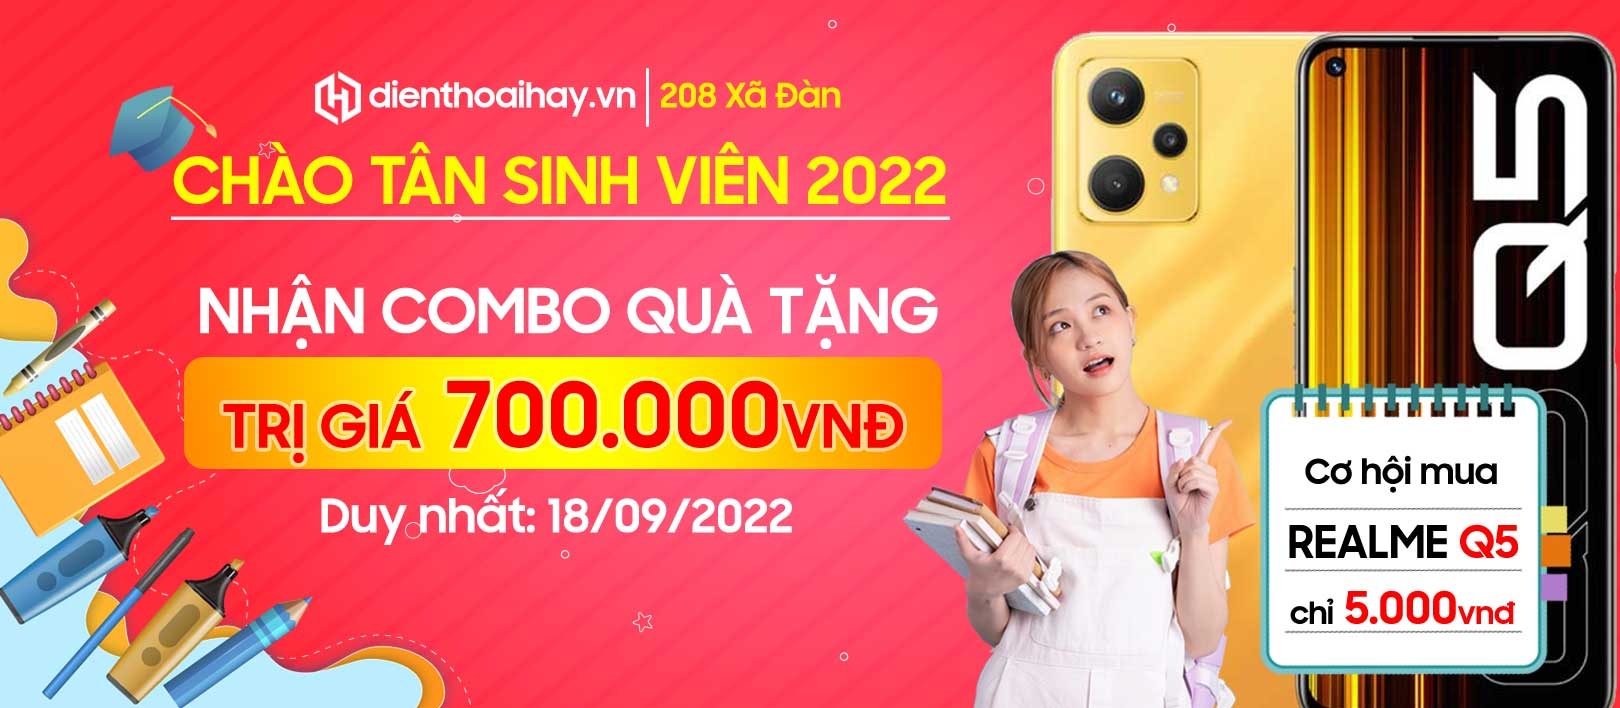 dienthoaihay.vn | 208 Xã Đàn
CHÀO TÂN SINH VIÊN 2022
NHẬN COMBO QUÀ TẶNG
TRỊ GIÁ 700.000VNĐ
Duy nhất: 18/09/2022
Q5
Cơ hội mua
REALME Q5
chỉ 5.000vnđ